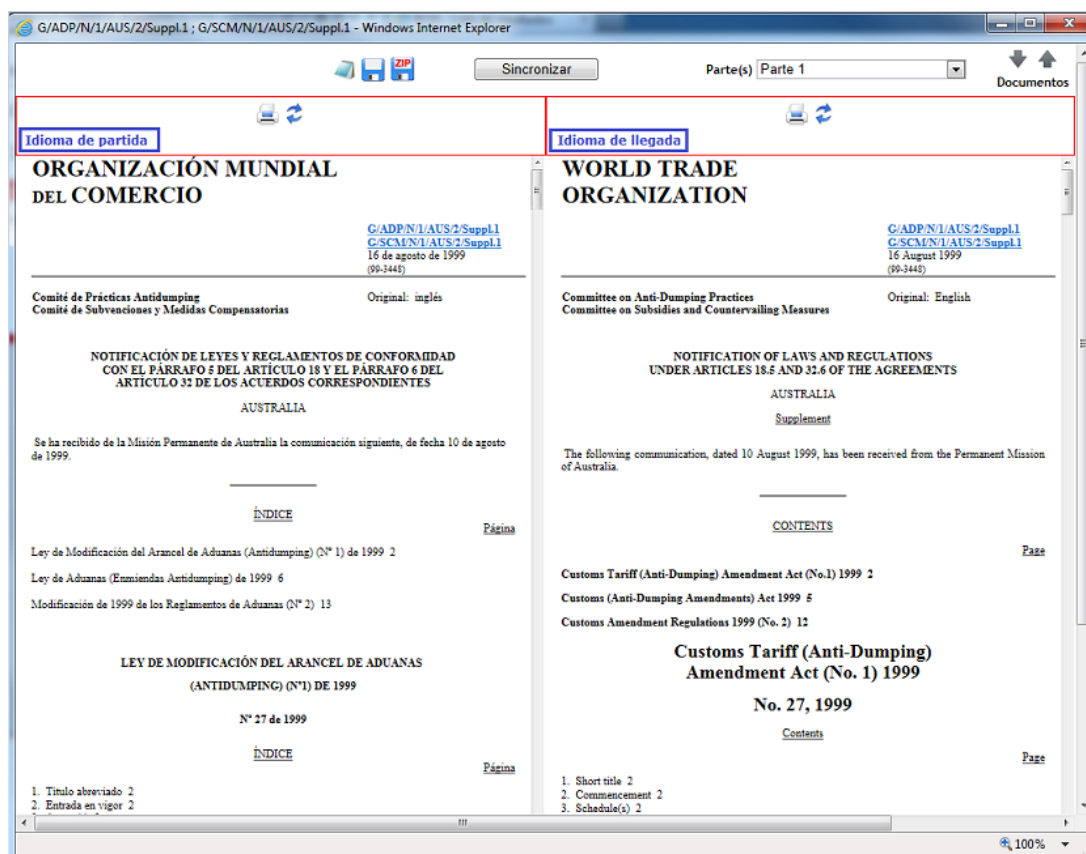 G/ADP/N/1/AUS/2/Suppl.1 ; G/SCM/N/1/AUS/2/Suppl.1 - Windows Internet Explorer
ZIP
Sincronizar
Parte(s) Parte 1
Documentos
Idioma de partida
ORGANIZACIÓN MUNDIAL
DEL COMERCIO
G/ADP/N/1/AUS/2/Suppl.1
G/SCM/N/1/AUS/2/Suppl.1
16 de agosto de 1999
(99-3448)
Comité de Prácticas Antidumping
Original: inglés
Comité de Subvenciones y Medidas Compensatorias
NOTIFICACIÓN DE LEYES Y REGLAMENTOS DE CONFORMIDAD
CON EL PÁRRAFO 5 DEL ARTÍCULO 18 Y EL PÁRRAFO 6 DEL
ARTÍCULO 32 DE LOS ACUERDOS CORRESPONDIENTES
AUSTRALIA
Se ha recibido de la Misión Permanente de Australia la comunicación siguiente, de fecha 10 de agosto
de 1999.
ÍNDICE
Página
Ley de Modificación del Arancel de Aduanas (Antidumping) (Nº 1) de 1999 2
Ley de Aduanas (Enmiendas Antidumping) de 1999 6
Modificación de 1999 de los Reglamentos de Aduanas (Nº 2) 13
LEY DE MODIFICACIÓN DEL ARANCEL DE ADUANAS
(ANTIDUMPING) (Nº1) DE 1999
Nº 27 de 1999
ÍNDICE
Página
1. Título abreviado 2
2. Entrada en vigor 2
Idioma de llegada
WORLD TRADE
ORGANIZATION
G/ADP/N/1/AUS/2/Suppl.1
G/SCM/N/1/AUS/2/Suppl.1
16 August 1999
(99-3448)
Committee on Anti-Dumping Practices
Original: English
Committee on Subsidies and Countervailing Measures
NOTIFICATION OF LAWS AND REGULATIONS
UNDER ARTICLES 18.5 AND 32.6 OF THE AGREEMENTS
AUSTRALIA
Supplement
The following communication, dated 10 August 1999, has been received from the Permanent Mission
of Australia.
CONTENTS
Page
Customs Tariff (Anti-Dumping) Amendment Act (No.1) 1999 2
Customs (Anti-Dumping Amendments) Act 1999 5
Customs Amendment Regulations 1999 (No. 2) 12
Customs Tariff (Anti-Dumping)
Amendment Act (No. 1) 1999
No. 27, 1999
Contents
Page
1. Short title 2
2. Commencement 2
3. Schedule(s) 2
100%